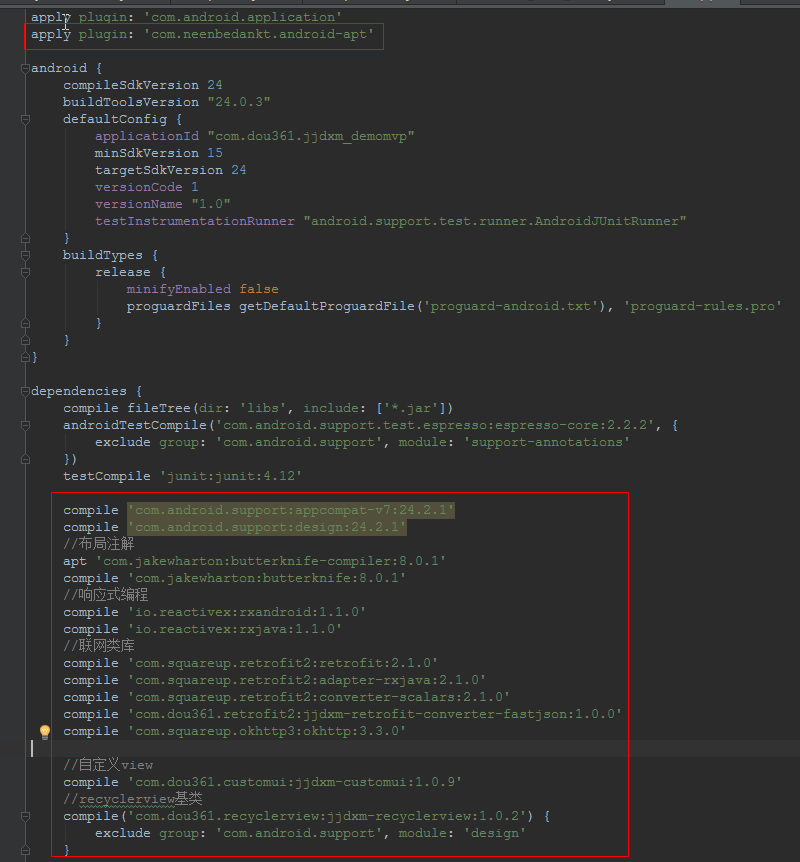 apply plugin: 'com.android.application'
apply plugin: 'com.neenbedankt.android-apt'
android {
compileSdkVersion 24
buildToolsVersion "24.0.3"
defaultConfig {
applicationId "com.dou361.jjdxm_demomvp"
minSdkVersion 15
targetSdkVersion 24
versionCode 1
versionName "1.0"
testInstrumentationRunner "android.support.test.runner.AndroidJUnitRunner"
}
buildTypes {
release {
minifyEnabled false
proguardFiles getDefaultProguardFile('proguard-android.txt'), 'proguard-rules.pro'
}
}
}
dependencies {
compile fileTree(dir: 'libs', include: ['*.jar'])
androidTestCompile('com.android.support.test.espresso:espresso-core:2.2.2', {
exclude group: 'com.android.support', module: 'support-annotations'
})
testCompile 'junit:junit:4.12'
compile 'com.android.support:appcompat-v7:24.2.1'
compile 'com.android.support:design:24.2.1'
//布局注解
apt 'com.jakewharton:butterknife-compiler:8.0.1'
compile 'com.jakewharton:butterknife:8.0.1'
//响应式编程
compile 'io.reactivex:rxandroid:1.1.0'
compile 'io.reactivex:rxjava:1.1.0'
//联网类库
compile 'com.squareup.retrofit2:retrofit:2.1.0'
compile 'com.squareup.retrofit2:adapter-rxjava:2.1.0'
compile 'com.squareup.retrofit2:converter-scalars:2.1.0'
compile 'com.dou361.retrofit2:jjdxm-retrofit-converter-fastjson:1.0.0'
compile 'com.squareup.okhttp3:okhttp:3.3.0'
//自定义view
compile 'com.dou361.customui:jjdxm-customui:1.0.9'
//recyclerview基类
compile('com.dou361.recyclerview:jjdxm-recyclerview:1.0.2') {
exclude group: 'com.android.support', module: 'design'
}